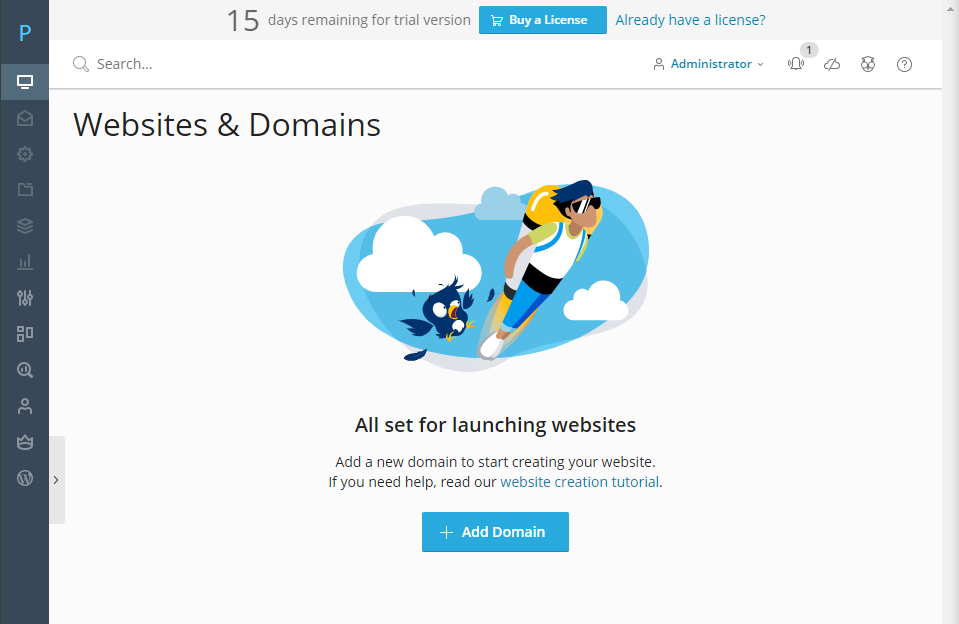 15 days remaining for trial version Buy a License Already have a license?
P
Search...
Administrator
1
Websites & Domains
All set for launching websites
Add a new domain to start creating your website.
If you need help, read our website creation tutorial.
Add Domain